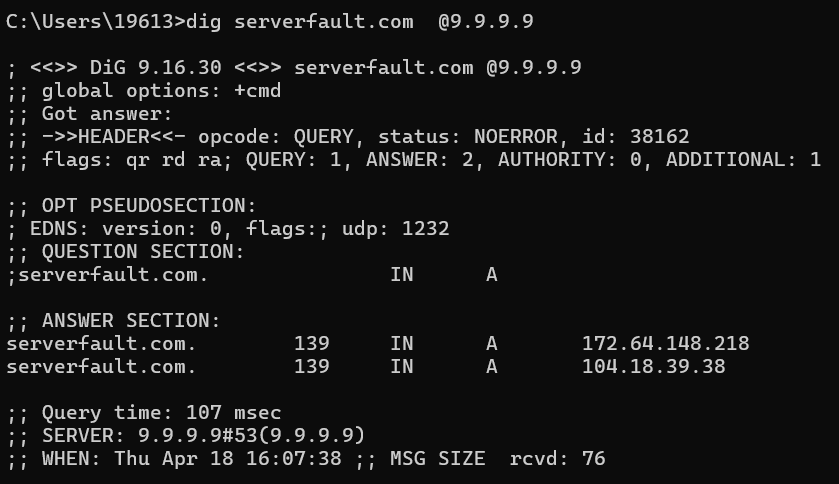 C:\Users\19613>dig serverfault.com  @9.9.9.9

; <<>> DiG 9.16.30 <<>> serverfault.com @9.9.9.9
;; global options: +cmd
;; Got answer:
;; ->>HEADER<<- opcode: QUERY, status: NOERROR, id: 38162
;; flags: qr rd ra; QUERY: 1, ANSWER: 2, AUTHORITY: 0, ADDITIONAL: 1

;; OPT PSEUDOSECTION:
; EDNS: version: 0, flags:; udp: 1232
;; QUESTION SECTION:
;serverfault.com.               IN      A

;; ANSWER SECTION:
serverfault.com.        139     IN      A       172.64.148.218
serverfault.com.        139     IN      A       104.18.39.38

;; Query time: 107 msec
;; SERVER: 9.9.9.9#53(9.9.9.9)
;; WHEN: Thu Apr 18 16:07:38 ;; MSG SIZE  rcvd: 76